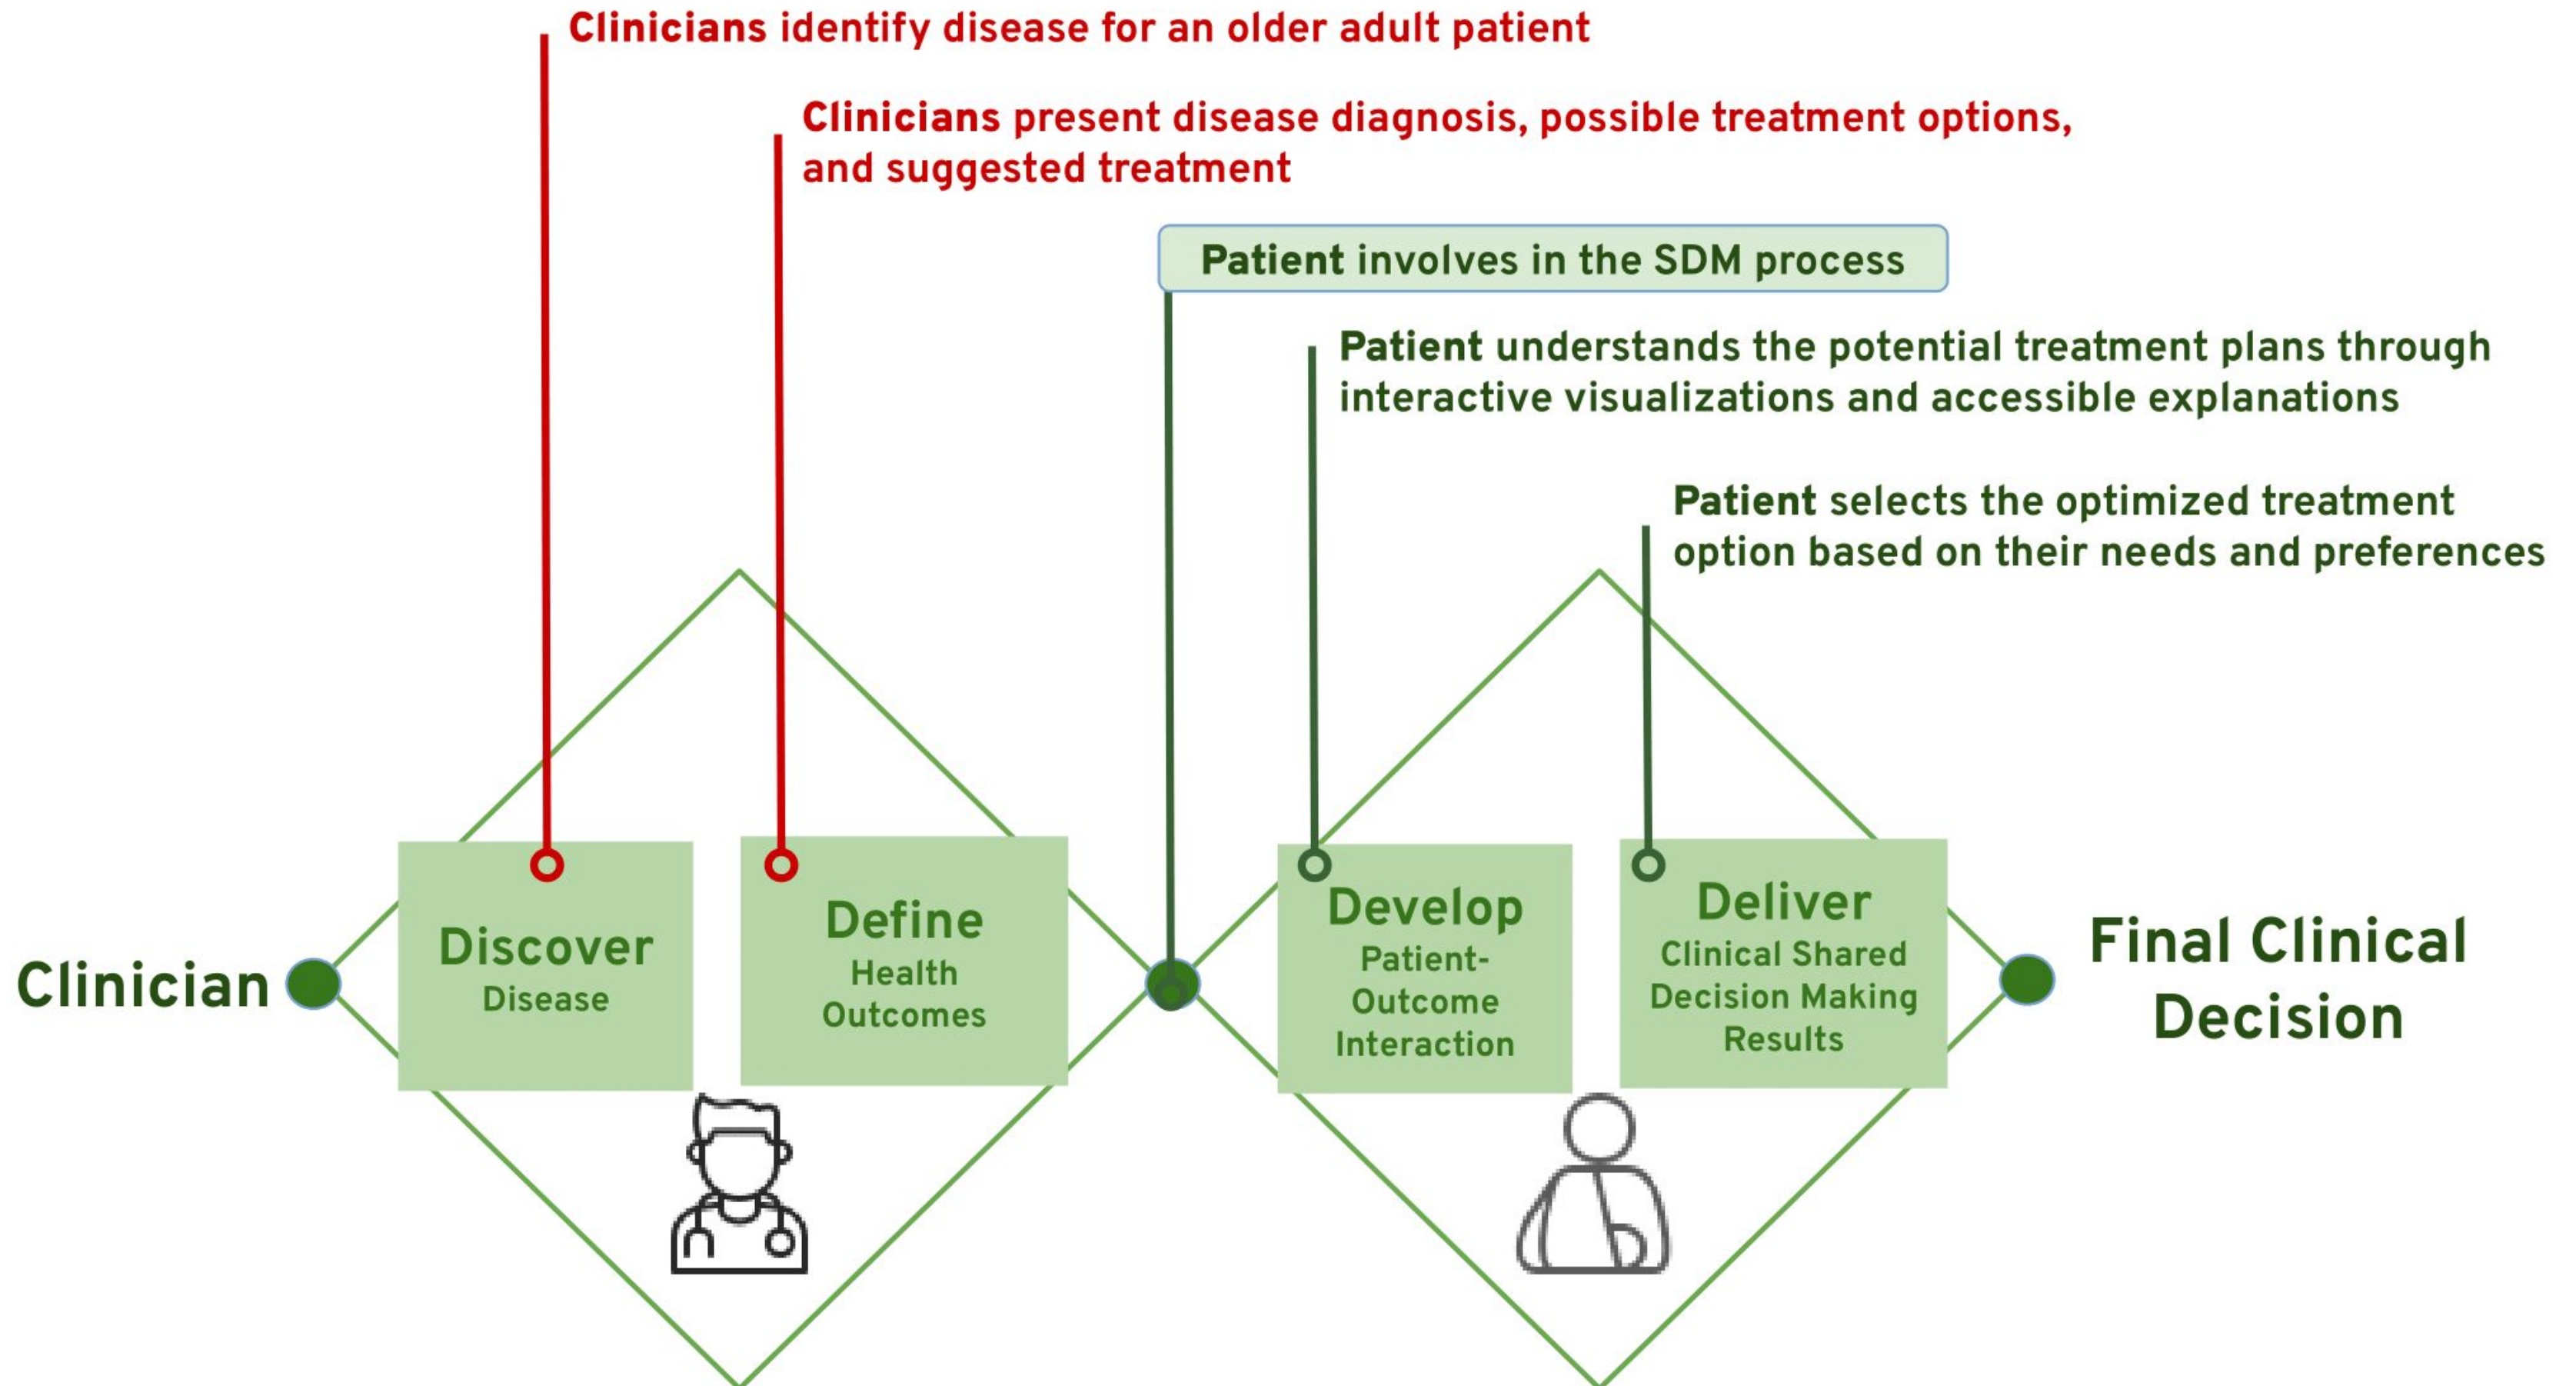 Clinicians identify disease for an older adult patient
Clinicians present disease diagnosis, possible treatment options,
and suggested treatment
Patient involves in the SDM process
Patient understands the potential treatment plans through
interactive visualizations and accessible explanations
Patient selects the optimized treatment
option based on their needs and preferences
Clinician
Discover
Disease
Define
Health
Outcomes
Develop
Patient-
Outcome
Interaction
Deliver
Clinical Shared
Decision Making
Results
Final Clinical
Decision